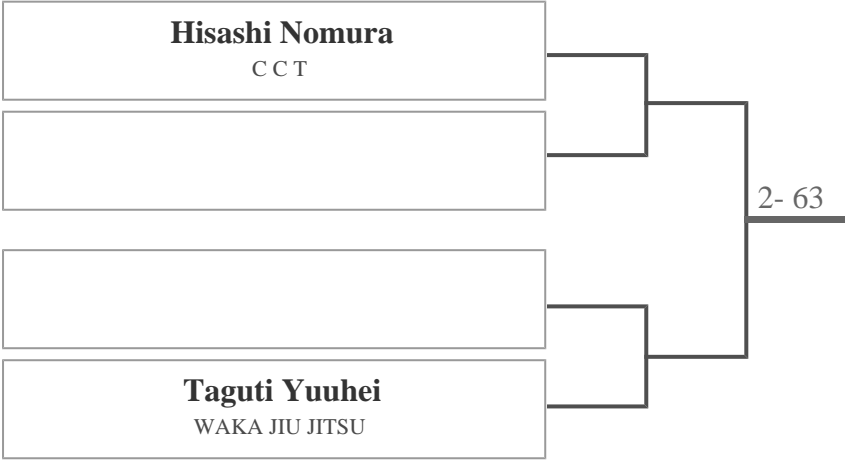 Hisashi Nomura
C C T
2- 63
Taguti Yuuhei
WAKA JIU JITSU